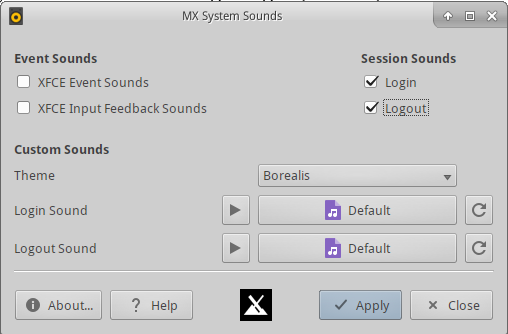 MX System Sounds
Event Sounds Session Sounds
XFCE Event Sounds Login
XFCE Input Feedback Sounds Logout
Custom Sounds
Theme Borealis
Login Sound Default
Logout Sound Default
About... Help Apply Close